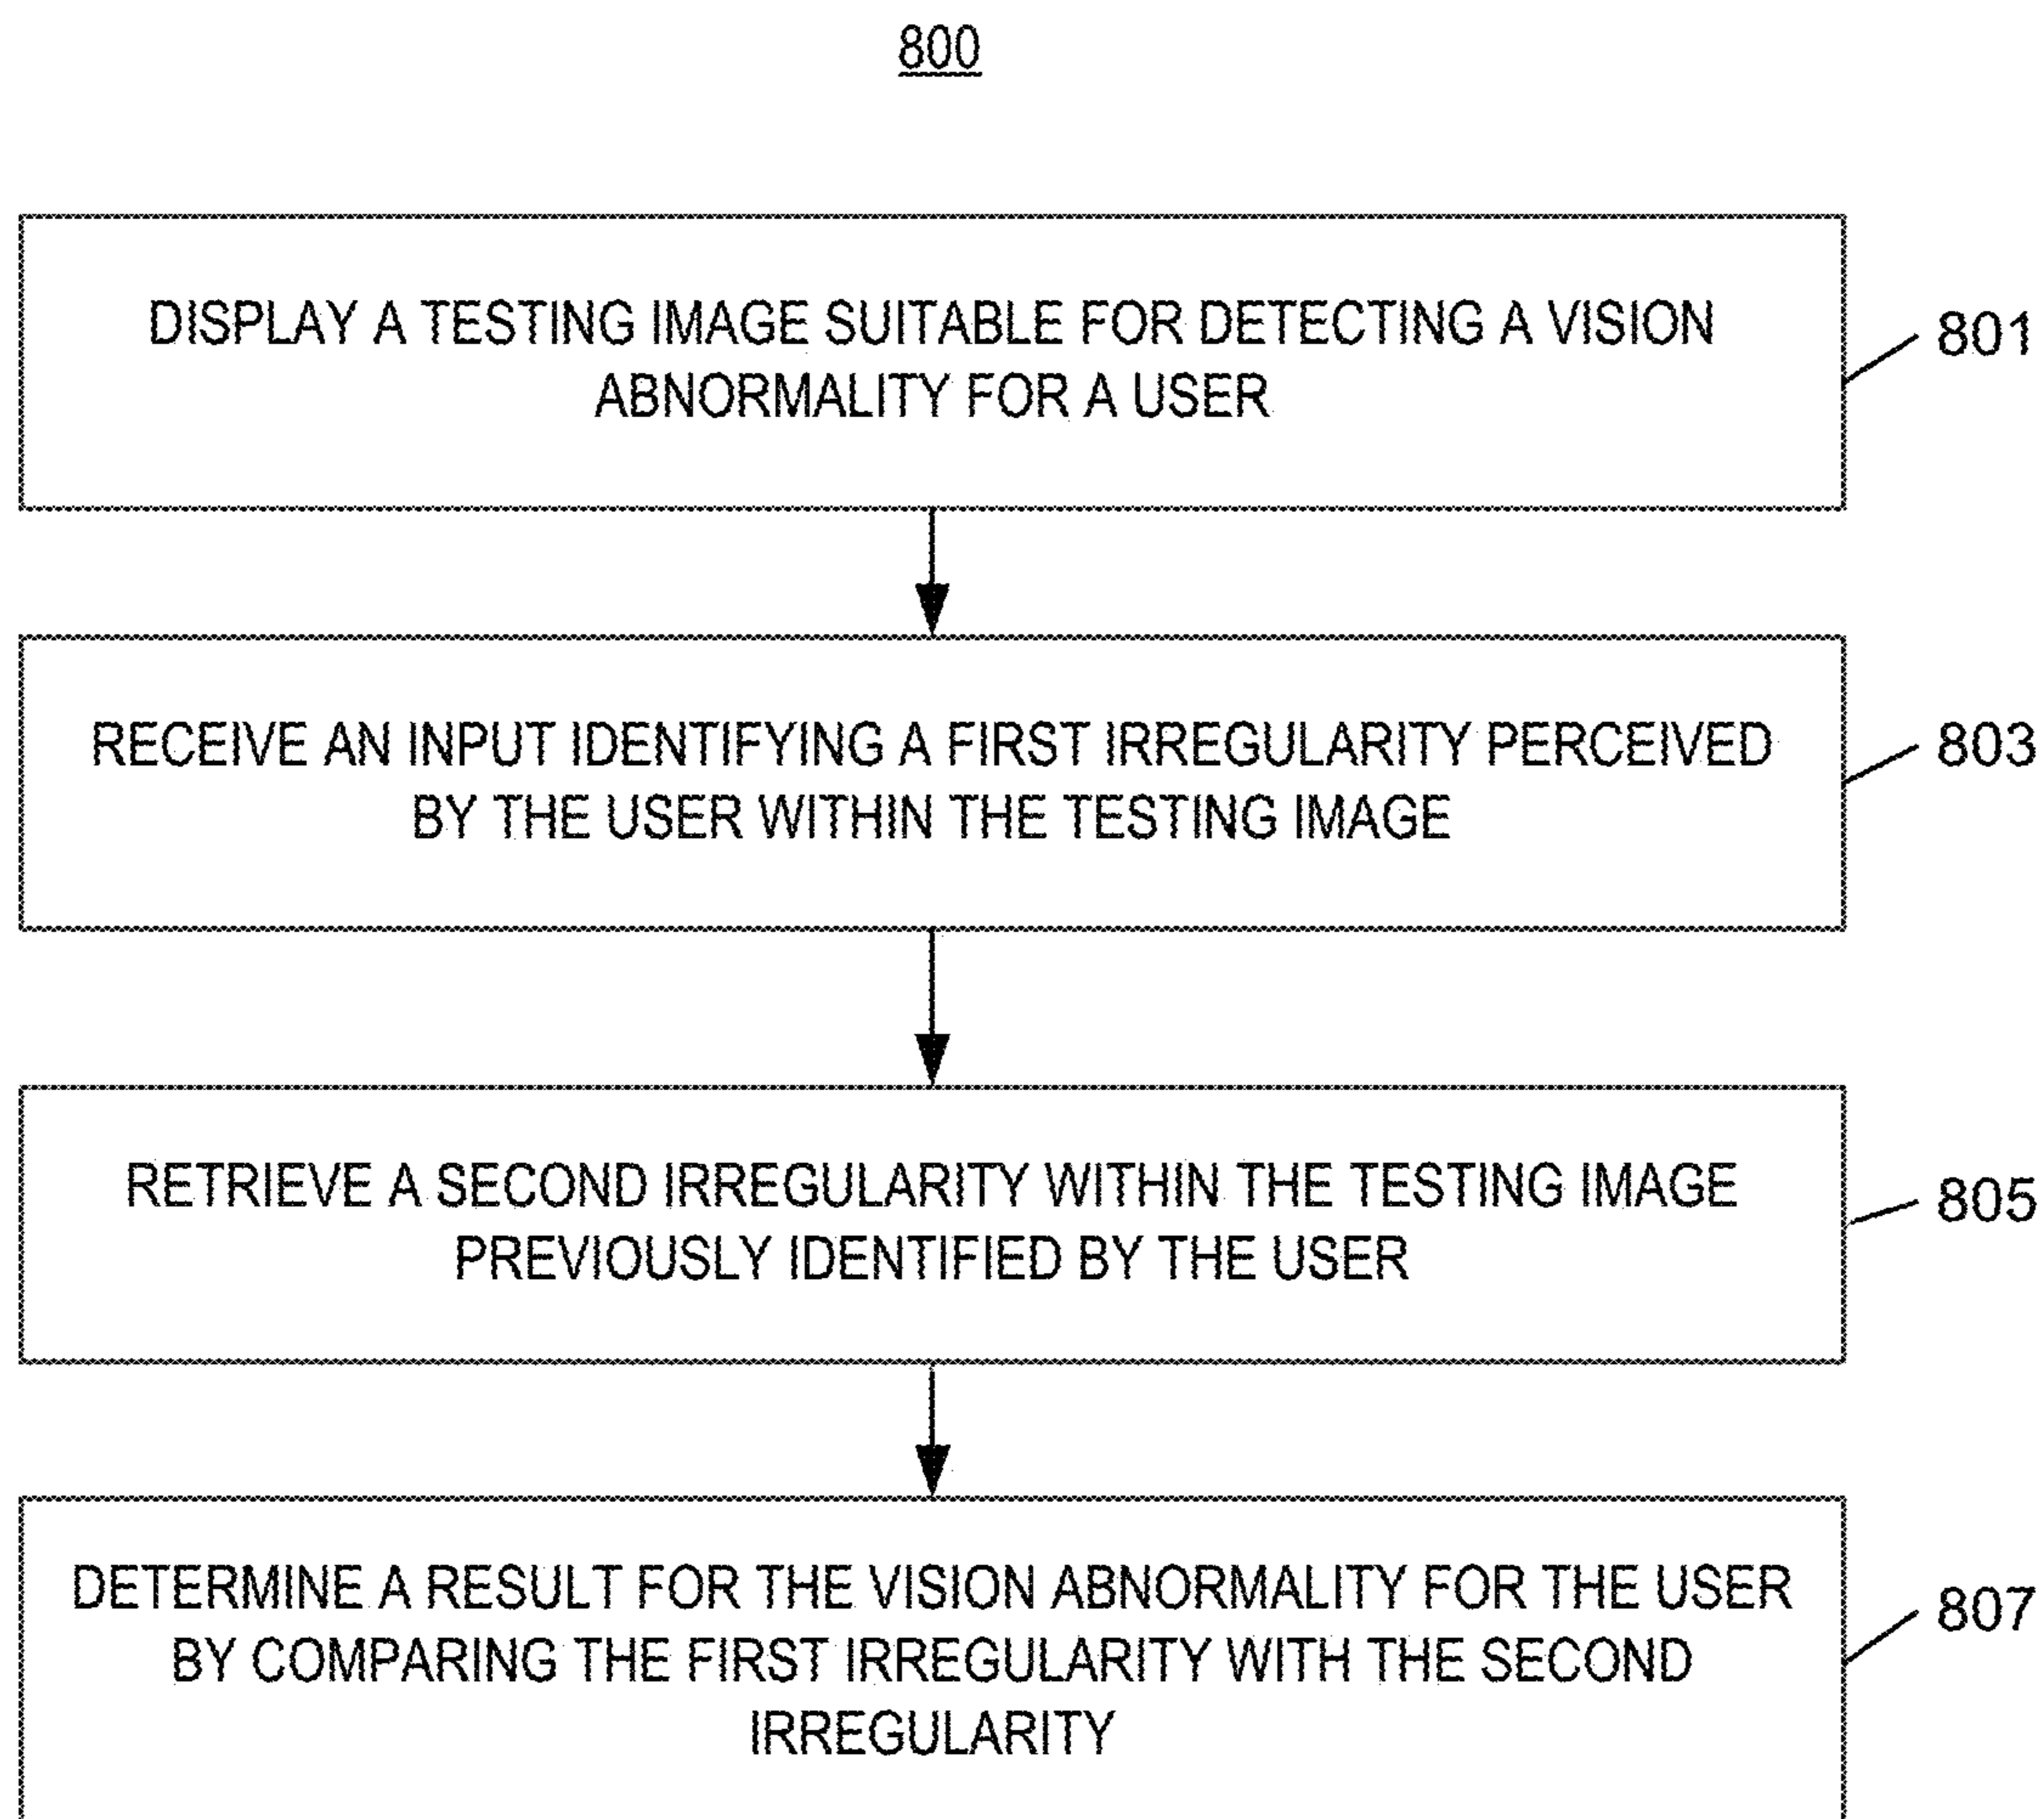 800
DISPLAY A TESTING IMAGE SUITABLE FOR DETECTING A VISION
ABNORMALITY FOR A USER
801
RECEIVE AN INPUT IDENTIFYING A FIRST IRREGULARITY PERCEIVED
BY THE USER WITHIN THE TESTING IMAGE
803
RETRIEVE A SECOND IRREGULARITY WITHIN THE TESTING IMAGE
PREVIOUSLY IDENTIFIED BY THE USER
805
DETERMINE A RESULT FOR THE VISION ABNORMALITY FOR THE USER
BY COMPARING THE FIRST IRREGULARITY WITH THE SECOND
IRREGULARITY
807